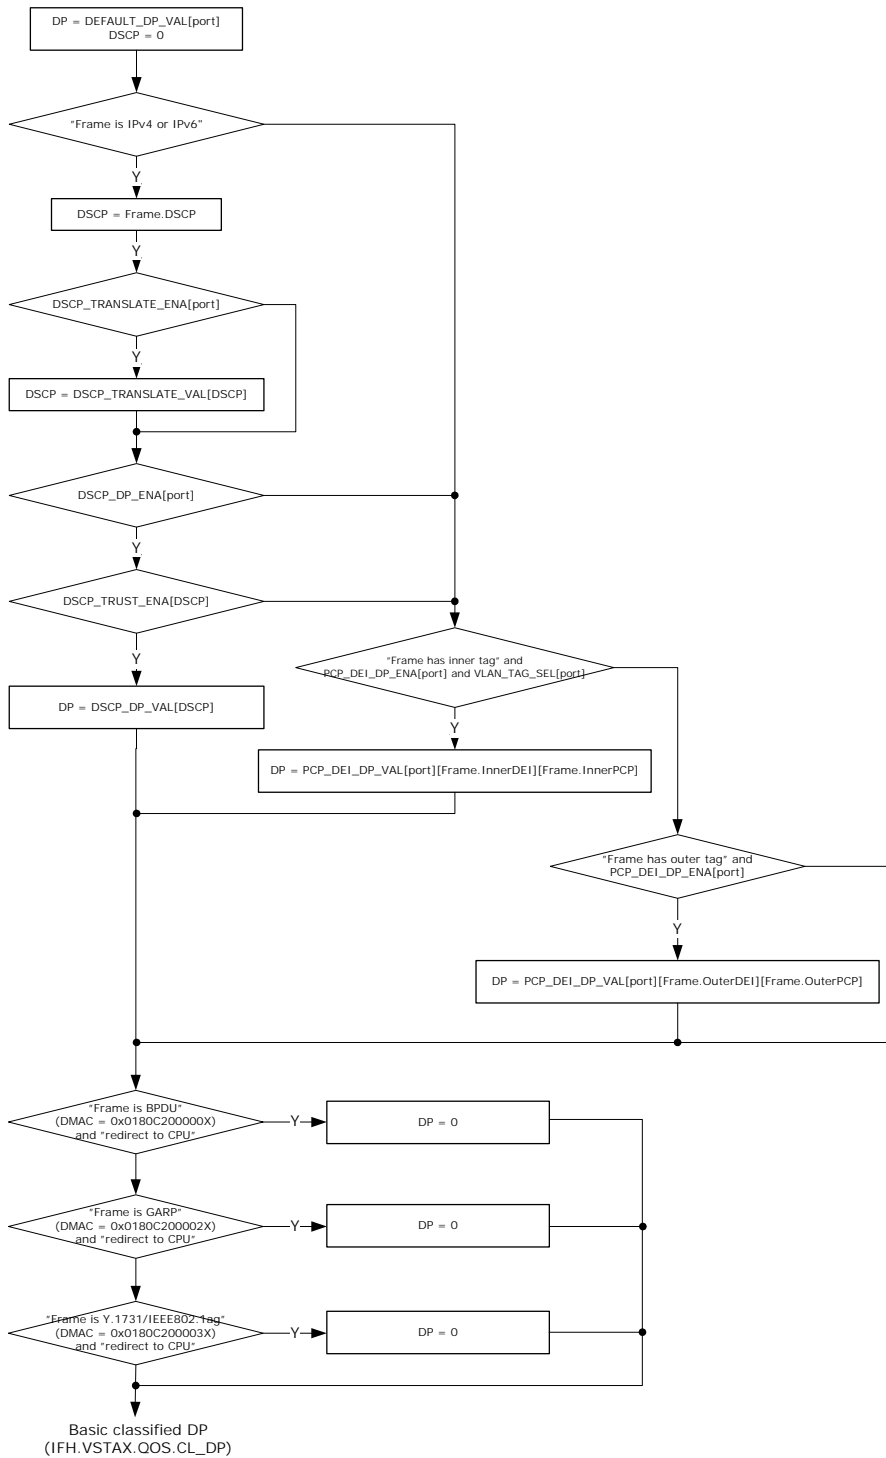 DP = DEFAULT_DP_VAL[port]
DSCP = 0
"Frame is IPv4 or IPv6"
Y
DSCP = Frame.DSCP
Y
DSCP_TRANSLATE_ENA[port]
Y
DSCP = DSCP_TRANSLATE_VAL[DSCP]
DSCP_DP_ENA[port]
Y
DSCP_TRUST_ENA[DSCP]
Y
DP = DSCP_DP_VAL[DSCP]
"Frame has inner tag" and
PCP_DEI_DP_ENA[port] and VLAN_TAG_SEL[port]
Y
DP = PCP_DEI_DP_VAL[port][Frame.InnerDEI][Frame.InnerPCP]
"Frame has outer tag" and
PCP_DEI_DP_ENA[port]
Y
DP = PCP_DEI_DP_VAL[port][Frame.OuterDEI][Frame.OuterPCP]
"Frame is BPDU"
(DMAC = 0x0180C200000X)
and "redirect to CPU"
Y
DP = 0
"Frame is GARP"
(DMAC = 0x0180C200002X)
and "redirect to CPU"
Y
DP = 0
"Frame is Y.1731/IEEE802.1ag"
(DMAC = 0x0180C200003X)
and "redirect to CPU"
Y
DP = 0
Basic classified DP
(IFH.VSTAX.QOS.CL_DP)